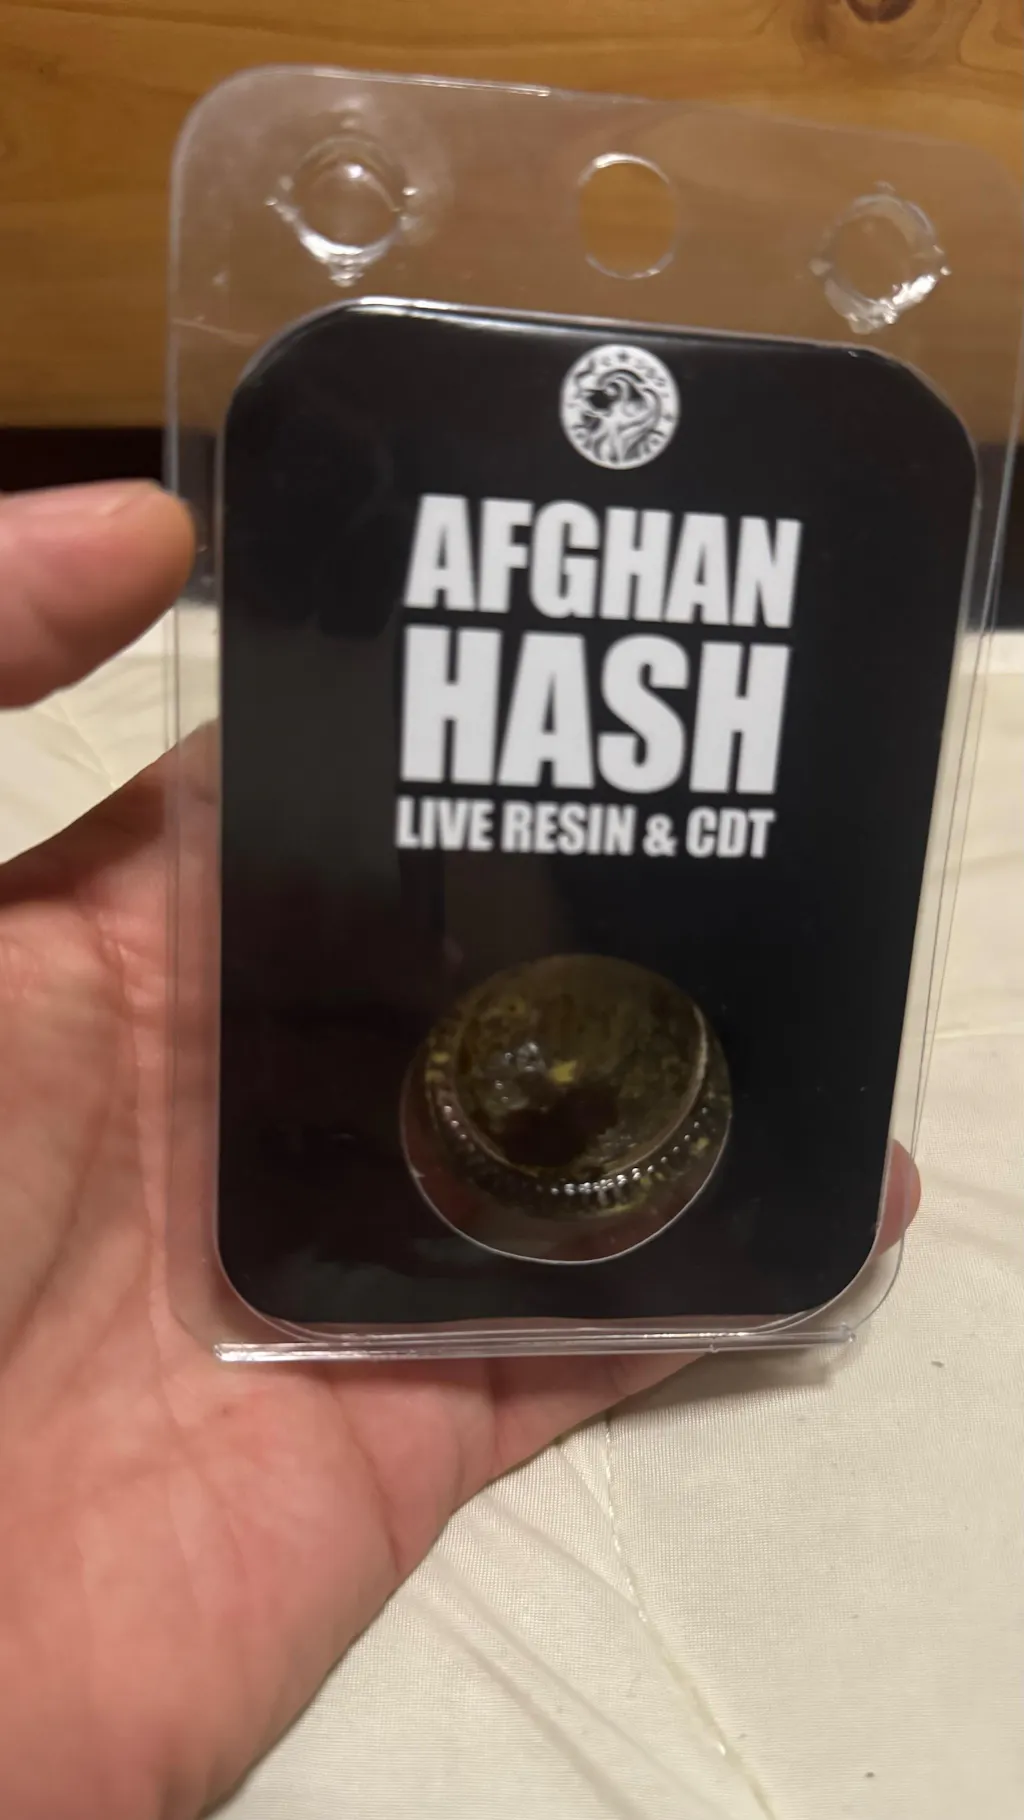 AFGHAN
HASH
LIVE RESIN & CDT